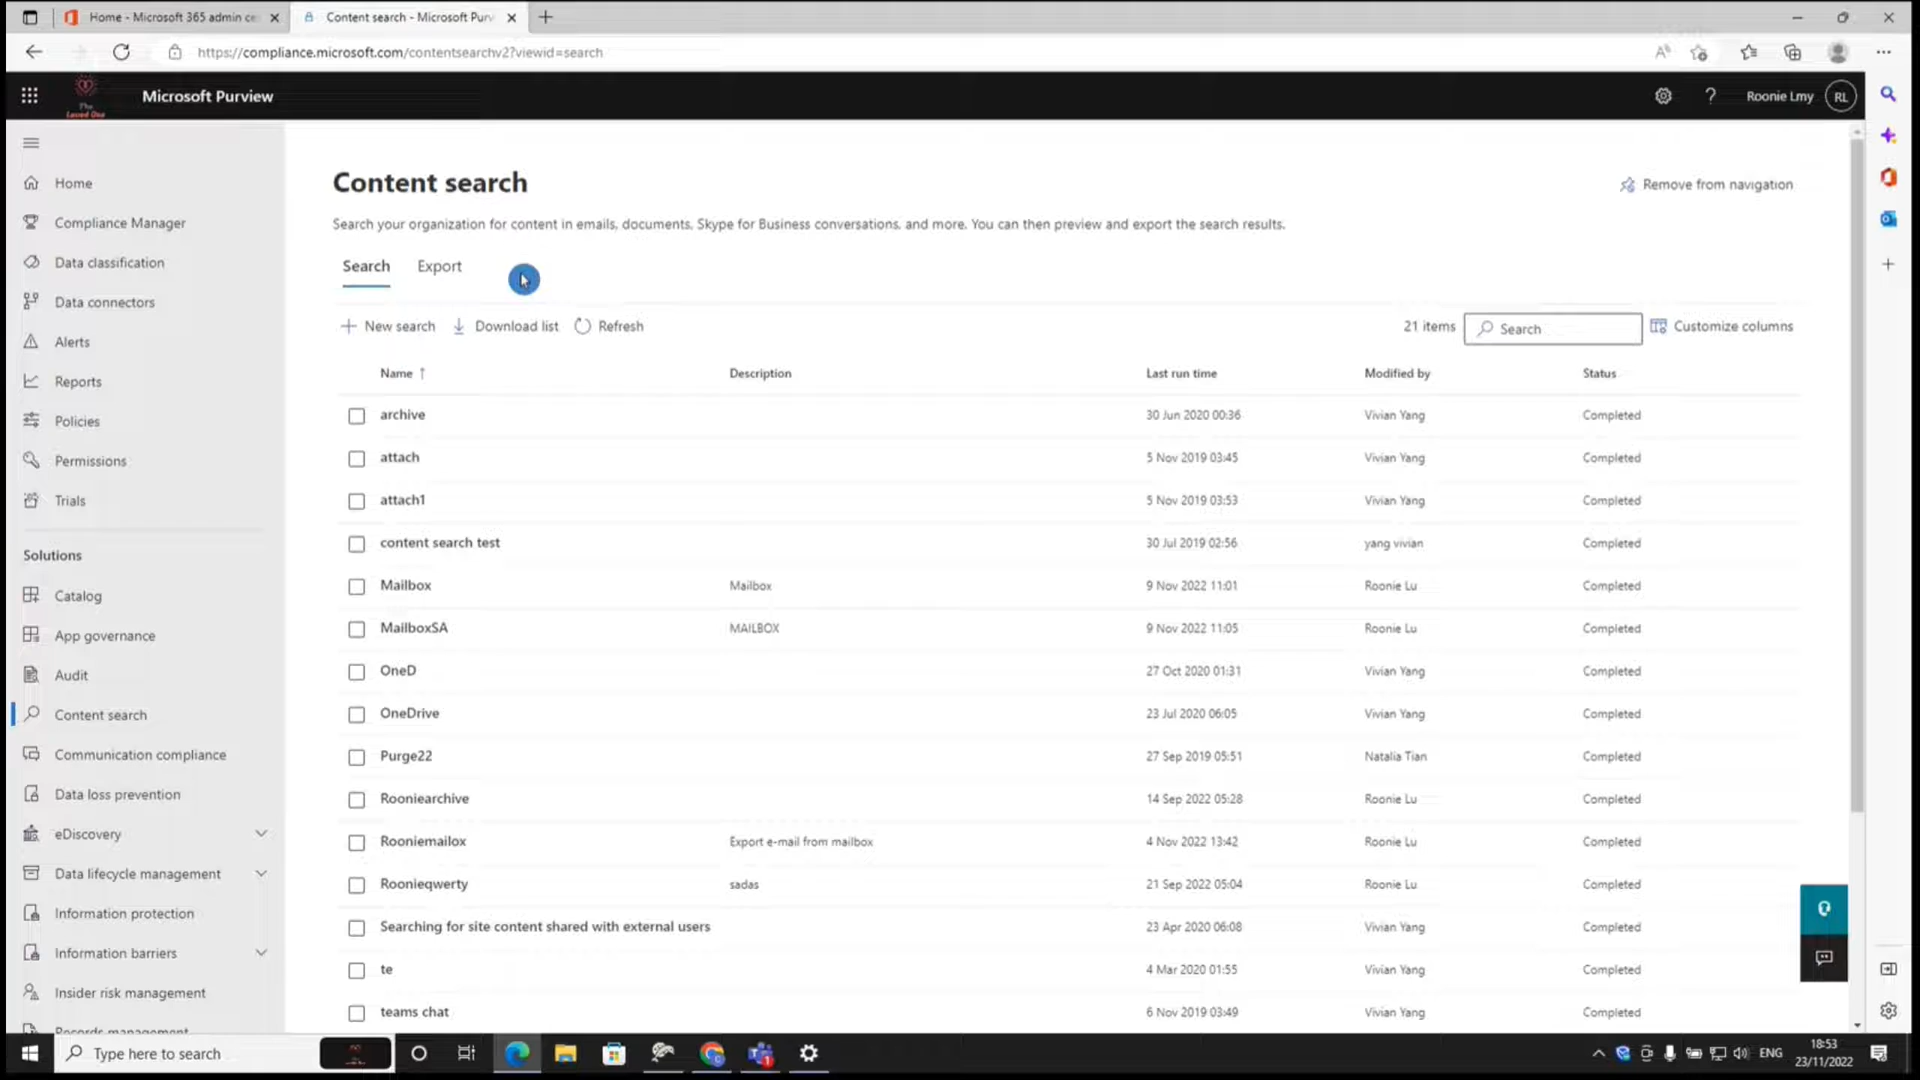 Home - Microsoft 365 admin ce
Content search - Microsoft Purv
https://compliance.microsoft.com/contentsearchv2?viewid=search
The
Loved One
Microsoft Purview
Roonie Lmy
RL
Home
Compliance Manager
Data classification
Data connectors
Alerts
Reports
Policies
Permissions
Trials
Solutions
Catalog
App governance
Audit
Content search
Communication compliance
Data loss prevention
eDiscovery
Data lifecycle management
Information protection
Information barriers
Insider risk management
Records management
Content search
Remove from navigation
Search your organization for content in emails, documents, Skype for Business conversations, and more. You can then preview and export the search results.
Search Export
New search Download list Refresh 21 items Search Customize columns
Name ↑ Description Last run time Modified by Status
archive 30 Jun 2020 00:36 Vivian Yang Completed
attach 5 Nov 2019 03:45 Vivian Yang Completed
attach1 5 Nov 2019 03:53 Vivian Yang Completed
content search test 30 Jul 2019 02:56 yang vivian Completed
Mailbox Mailbox 9 Nov 2022 11:01 Roonie Lu Completed
MailboxSA MAILBOX 9 Nov 2022 11:05 Roonie Lu Completed
OneD 27 Oct 2020 01:31 Vivian Yang Completed
OneDrive 23 Jul 2020 06:05 Vivian Yang Completed
Purge22 27 Sep 2019 05:51 Natalia Tian Completed
Rooniearchive 14 Sep 2022 05:28 Roonie Lu Completed
Rooniemailox Export e-mail from mailbox 4 Nov 2022 13:42 Roonie Lu Completed
Roonieqwerty sadas 21 Sep 2022 05:04 Roonie Lu Completed
Searching for site content shared with external users 23 Apr 2020 06:08 Vivian Yang Completed
te 4 Mar 2020 01:55 Vivian Yang Completed
teams chat 6 Nov 2019 03:49 Vivian Yang Completed
Type here to search
ENG
18:53
23/11/2022